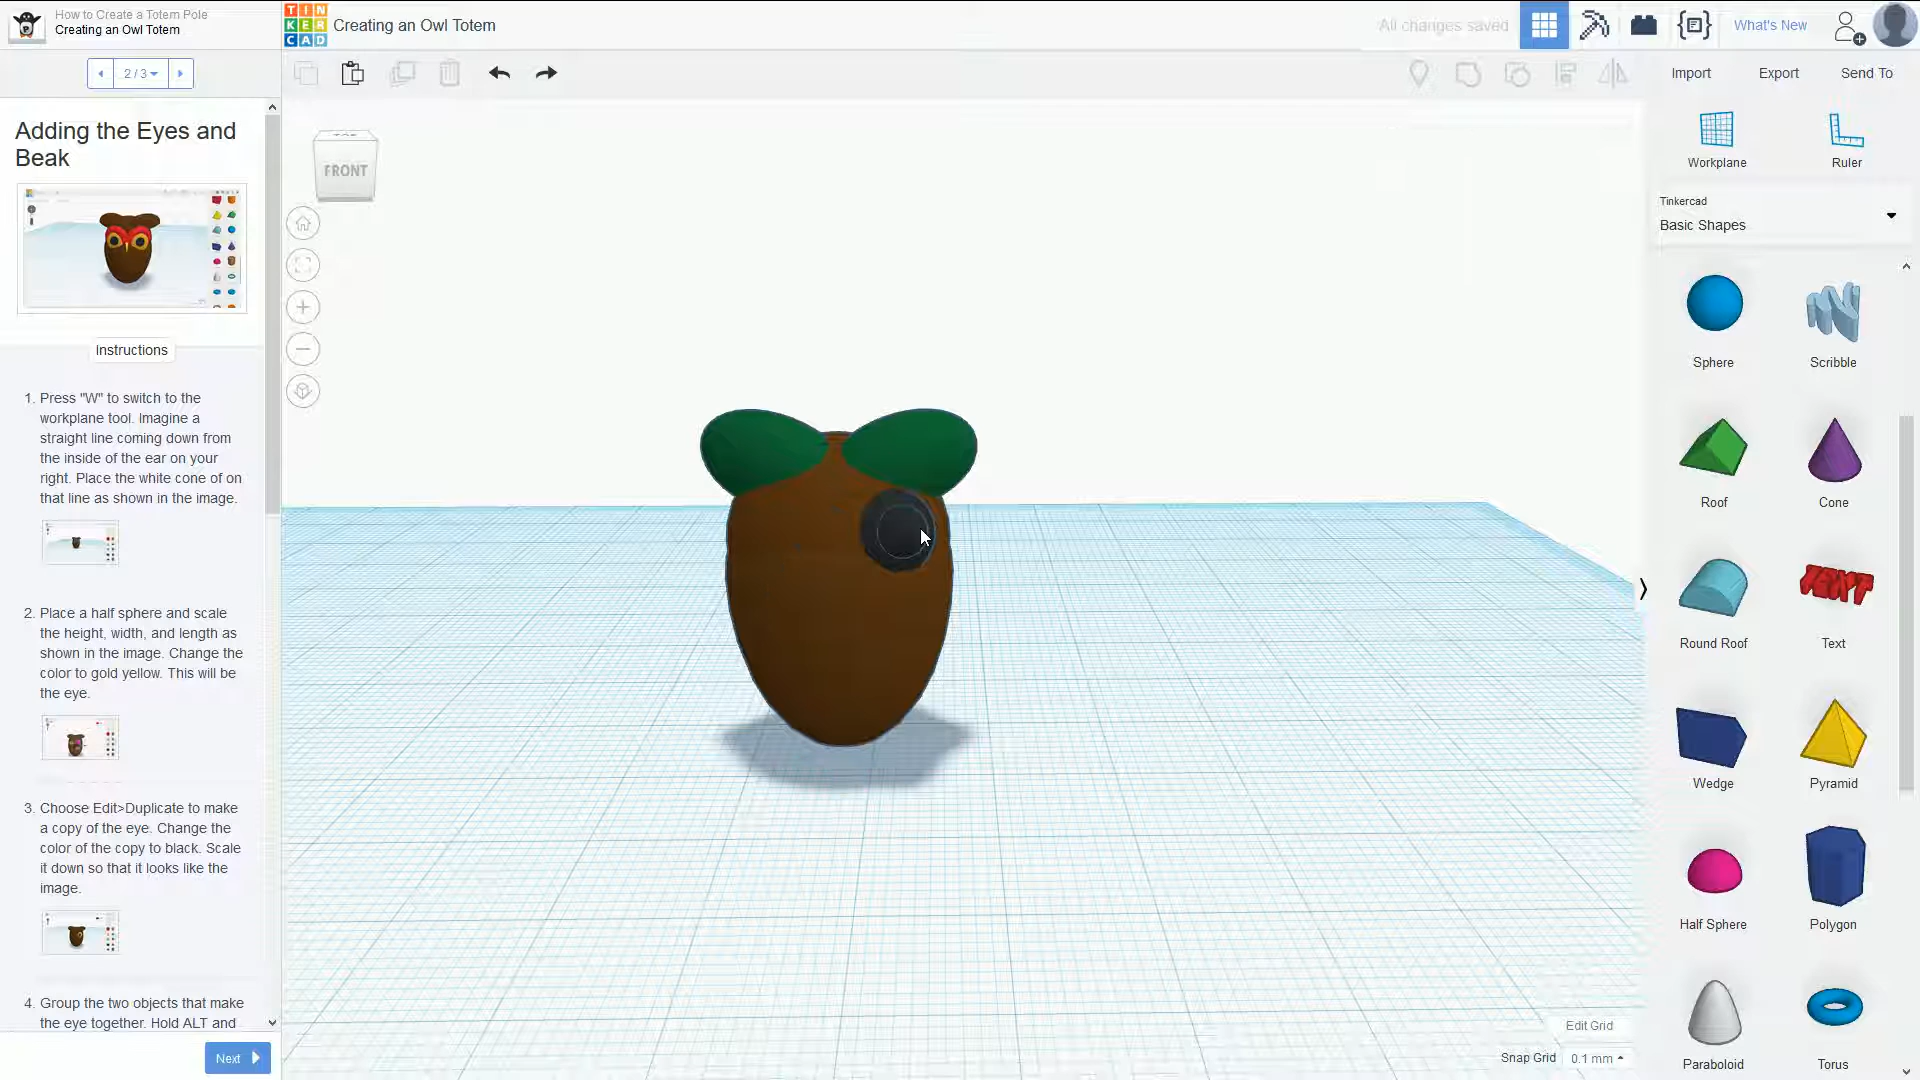 How to Create a Totem Pole
Creating an Owl Totem
TINKERCAD
Creating an Owl Totem
All changes saved
What's New
2 / 3
Import
Export
Send To
Adding the Eyes and
Beak
TOP
FRONT
Workplane
Ruler
Tinkercad
Basic Shapes
Instructions
1. Press "W" to switch to the
workplane tool. Imagine a
straight line coming down from
the inside of the ear on your
right. Place the white cone of on
that line as shown in the image.
2. Place a half sphere and scale
the height, width, and length as
shown in the image. Change the
color to gold yellow. This will be
the eye.
3. Choose Edit>Duplicate to make
a copy of the eye. Change the
color of the copy to black. Scale
it down so that it looks like the
image.
4. Group the two objects that make
the eye together. Hold ALT and
Next
Sphere
Scribble
Roof
Cone
TEXT
Round Roof
Text
Wedge
Pyramid
Half Sphere
Polygon
Paraboloid
Torus
Edit Grid
Snap Grid 0.1 mm